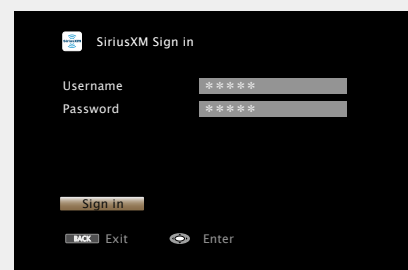 SiriusXM Sign in
Username *****
Password *****
Sign in
BACK Exit Enter